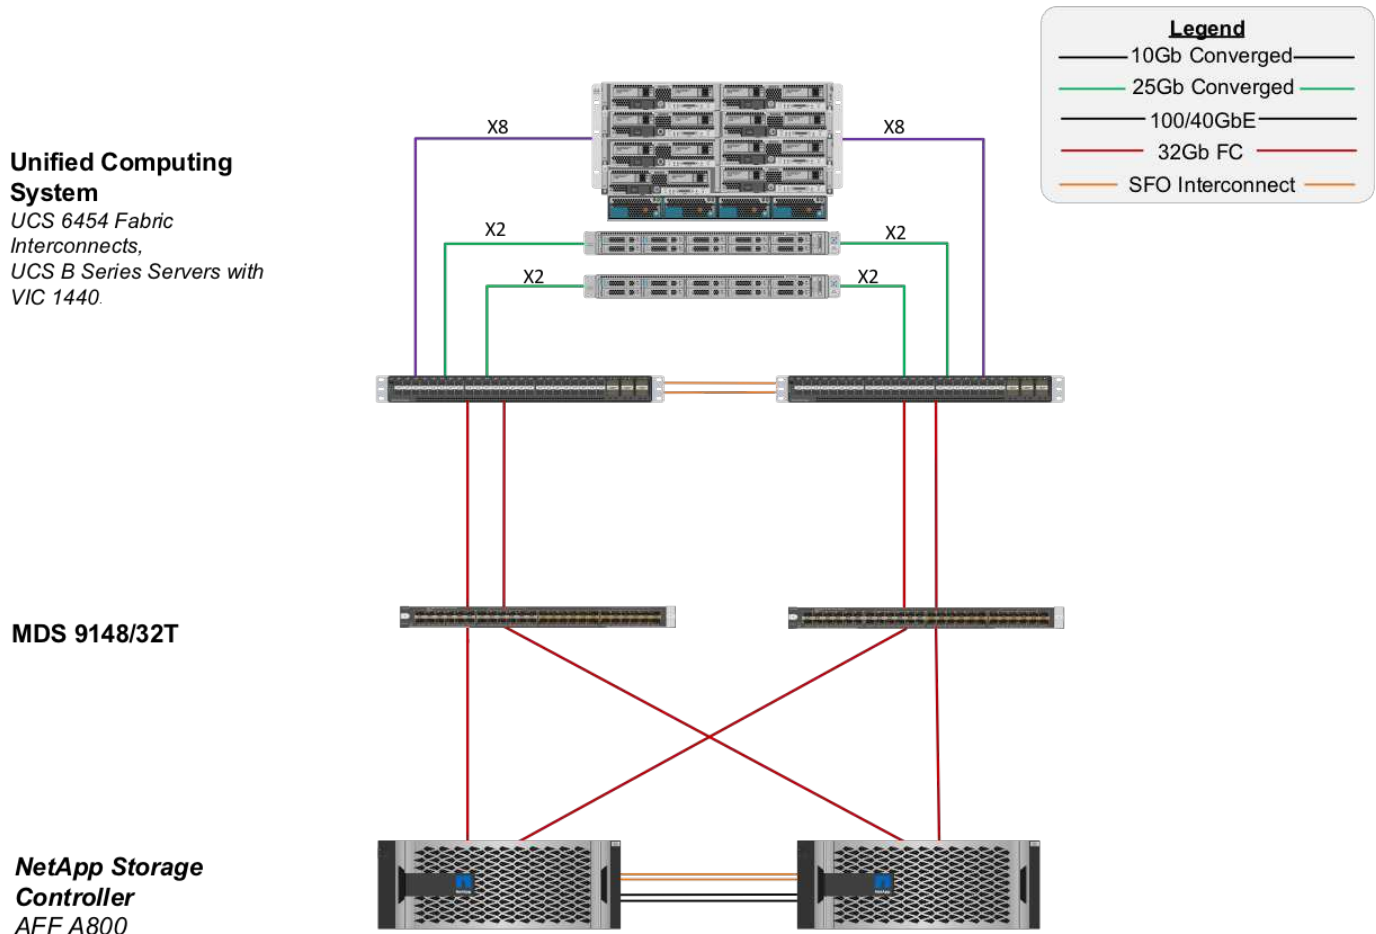 Legend
10Gb Converged
25Gb Converged
100/40GbE
32Gb FC
SFO Interconnect
X8
X8
Unified Computing
System
UCS 6454 Fabric
Interconnects,
UCS B Series Servers with
VIC 1440.
X2
X2
X2
X2
MDS 9148/32T
NetApp Storage
Controller
AFF A800
NetApp
NetApp